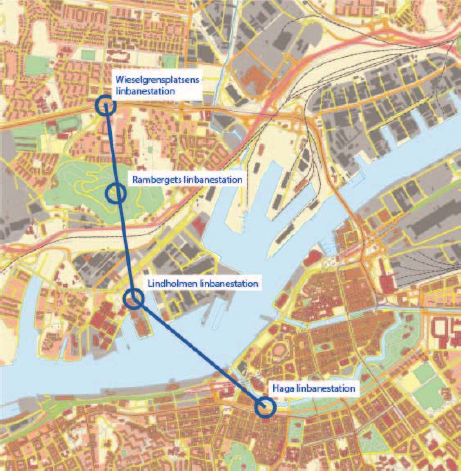 Wieselgrensplatsens
linbanestation
Rambergets linbanestation
Lindholmen linbanestation
Haga linbanestation